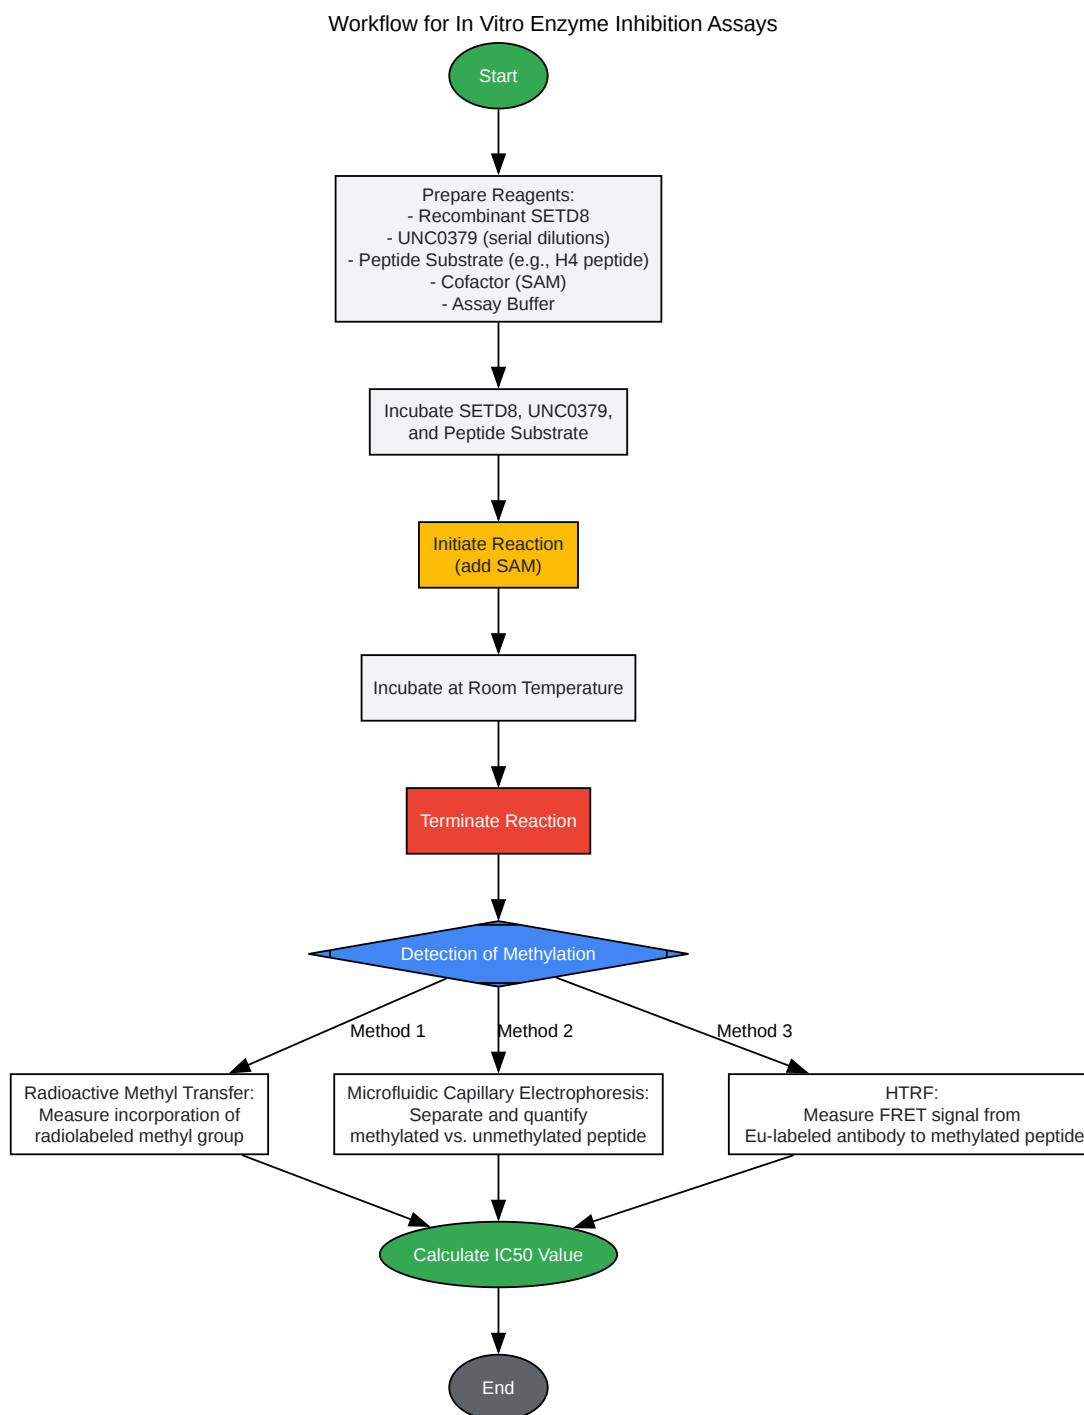 Workflow for In Vitro Enzyme Inhibition Assays
Start
Prepare Reagents:
- Recombinant SETD8
- UNC0379 (serial dilutions)
- Peptide Substrate (e.g., H4 peptide)
- Cofactor (SAM)
- Assay Buffer
Incubate SETD8, UNC0379,
and Peptide Substrate
Initiate Reaction
(add SAM)
Incubate at Room Temperature
Terminate Reaction
Detection of Methylation
Method 1
Method 2
Method 3
Radioactive Methyl Transfer:
Measure incorporation of
radiolabeled methyl group
Microfluidic Capillary Electrophoresis:
Separate and quantify
methylated vs. unmethylated peptide
HTRF:
Measure FRET signal from
Eu-labeled antibody to methylated peptide
Calculate IC50 Value
End